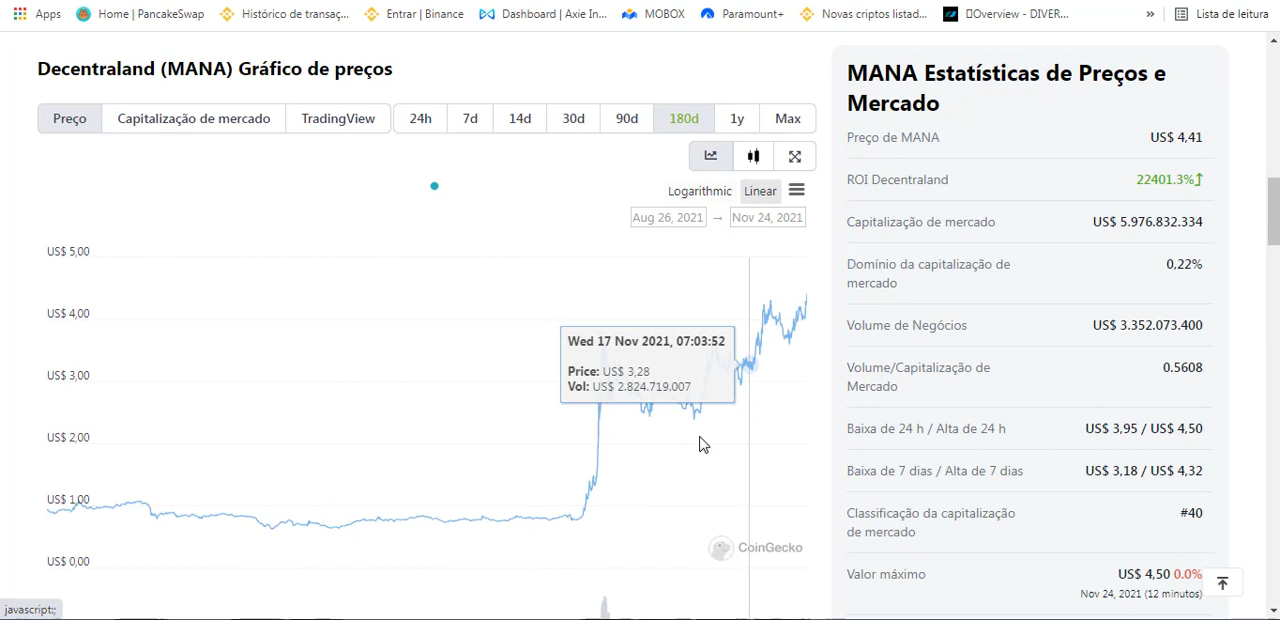 Apps Home | PancakeSwap Histórico de transaç... Entrar | Binance Dashboard | Axie In... MOBOX Paramount+ Novas criptos listad... Overview - DIVER... » Lista de leitura
Decentraland (MANA) Gráfico de preços
Preço Capitalização de mercado TradingView 24h 7d 14d 30d 90d 180d 1y Max
Logarithmic Linear
Aug 26, 2021 → Nov 24, 2021
US$ 5,00
US$ 4,00
US$ 3,00
US$ 2,00
US$ 1,00
US$ 0,00
Wed 17 Nov 2021, 07:03:52
Price: US$ 3,28
Vol: US$ 2.824.719.007
CoinGecko
javascript:;
MANA Estatísticas de Preços e
Mercado
Preço de MANA US$ 4,41
ROI Decentraland 22401.3%
Capitalização de mercado US$ 5.976.832.334
Domínio da capitalização de
mercado 0,22%
Volume de Negócios US$ 3.352.073.400
Volume/Capitalização de
Mercado 0.5608
Baixa de 24 h / Alta de 24 h US$ 3,95 / US$ 4,50
Baixa de 7 dias / Alta de 7 dias US$ 3,18 / US$ 4,32
Classificação da capitalização
de mercado #40
Valor máximo US$ 4,50 0.0%
Nov 24, 2021 (12 minutos)